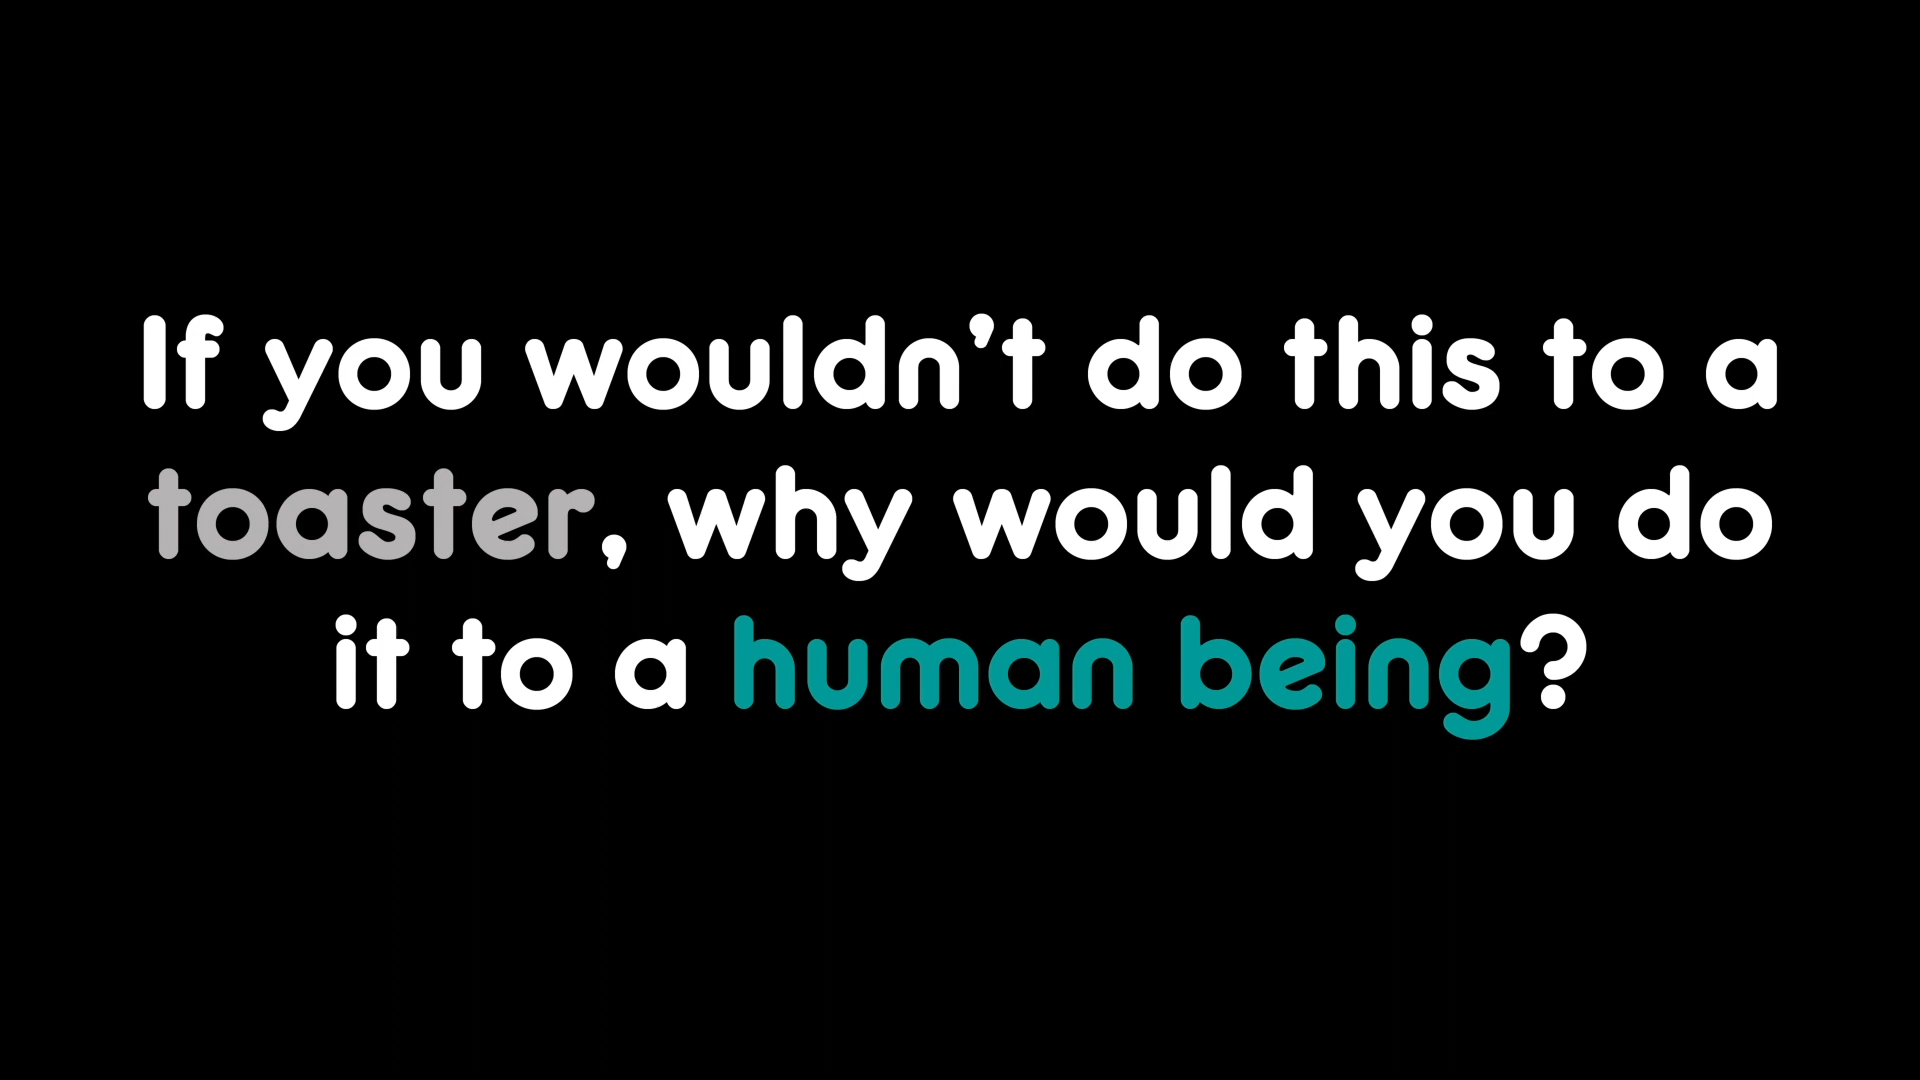 If you wouldn’t do this to a
toaster, why would you do
it to a human being?